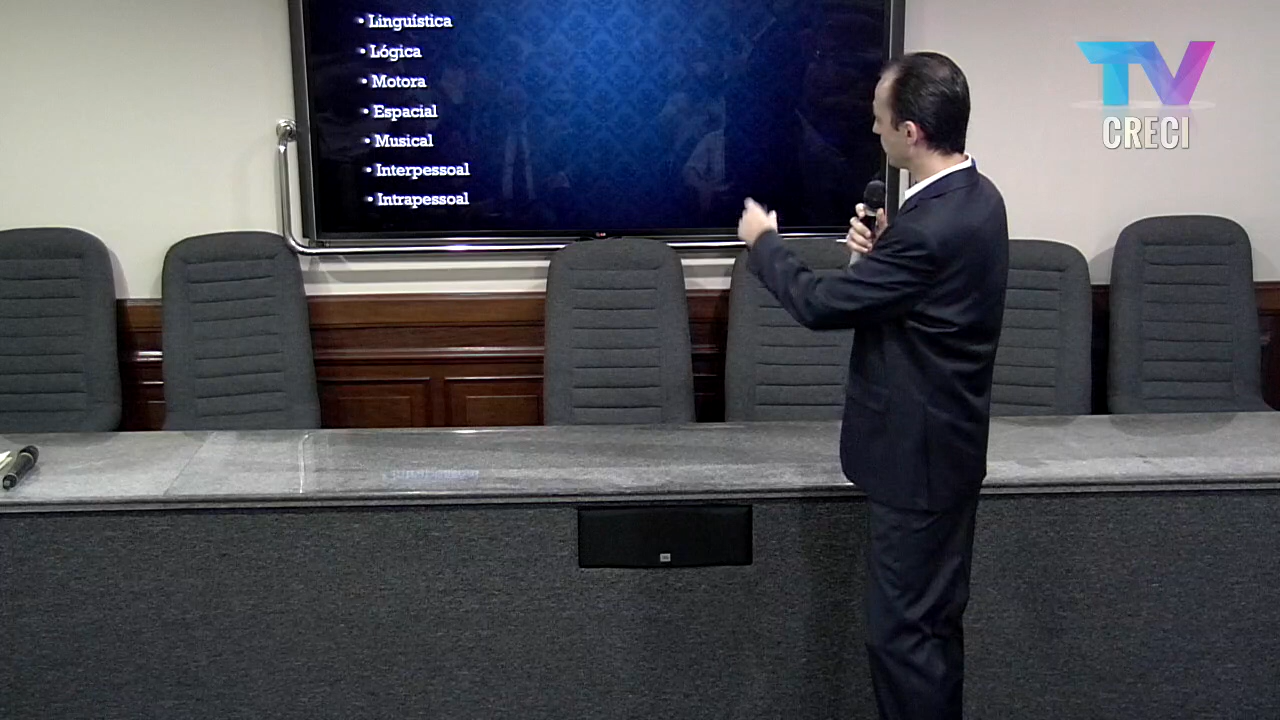 • Linguística
• Lógica
• Motora
• Espacial
• Musical
• Interpessoal
• Intrapessoal
TV
CRECI